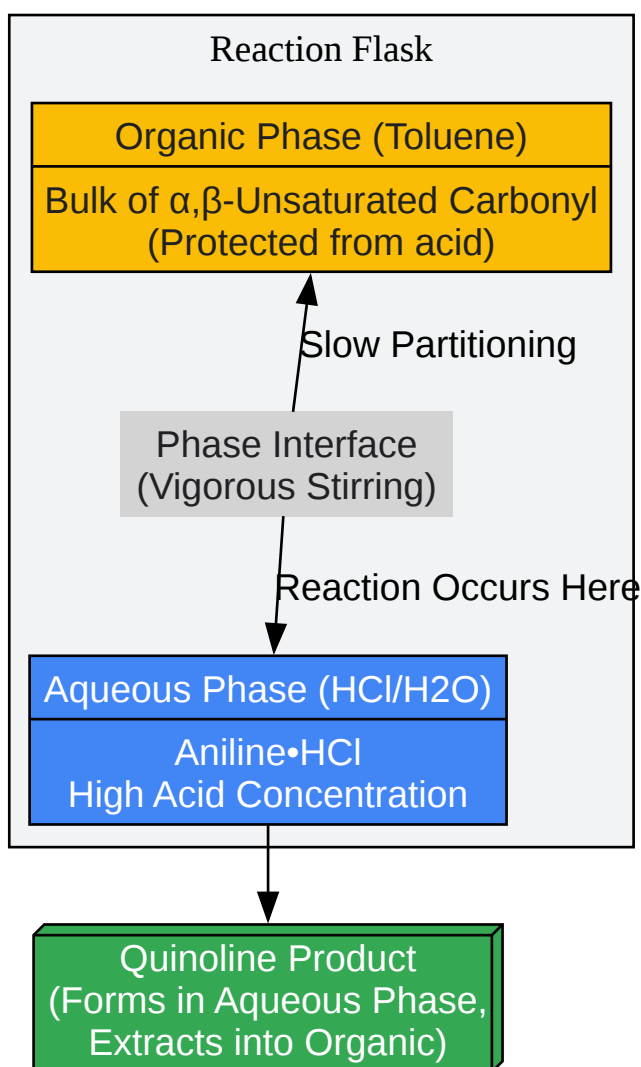 Reaction Flask
Organic Phase (Toluene)
Bulk of α,β-Unsaturated Carbonyl
(Protected from acid)
Slow Partitioning
Phase Interface
(Vigorous Stirring)
Reaction Occurs Here
Aqueous Phase (HCl/H2O)
Aniline•HCl
High Acid Concentration
Quinoline Product
(Forms in Aqueous Phase,
Extracts into Organic)